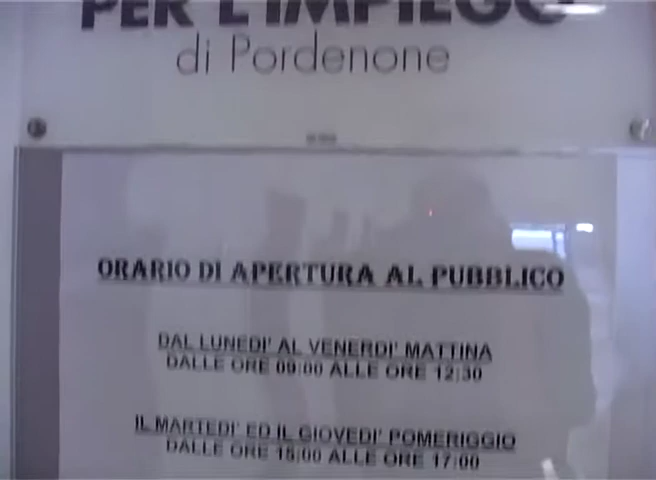 PER L'IMPIEGO
di Pordenone
ORARIO DI APERTURA AL PUBBLICO
DAL LUNEDI' AL VENERDI' MATTINA
DALLE ORE 09:00 ALLE ORE 12:30
IL MARTEDI' ED IL GIOVEDI' POMERIGGIO
DALLE ORE 15:00 ALLE ORE 17:00